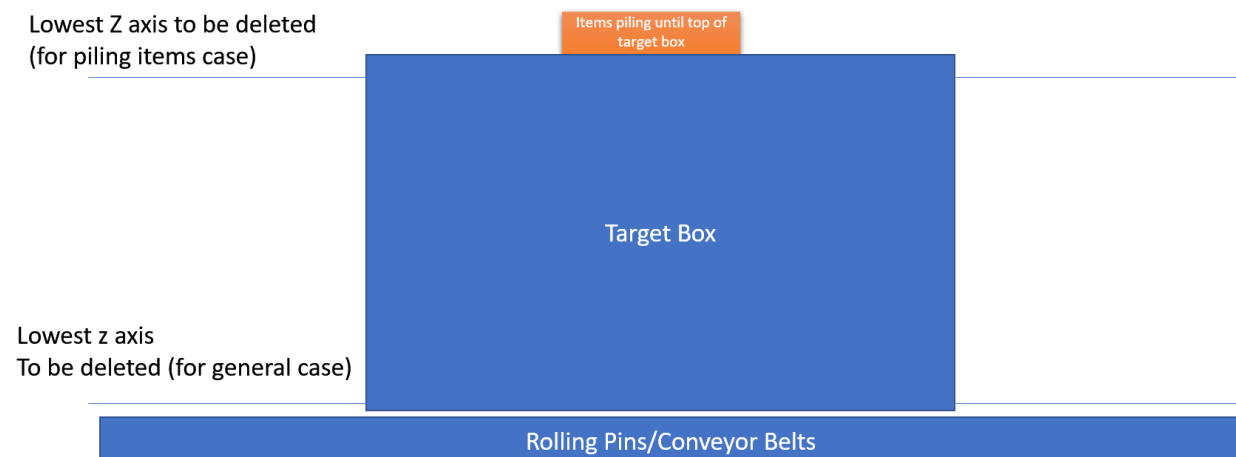 Lowest Z axis to be deleted
(for piling items case)
Items piling until top of
target box
Target Box
Lowest z axis
To be deleted (for general case)
Rolling Pins/Conveyor Belts